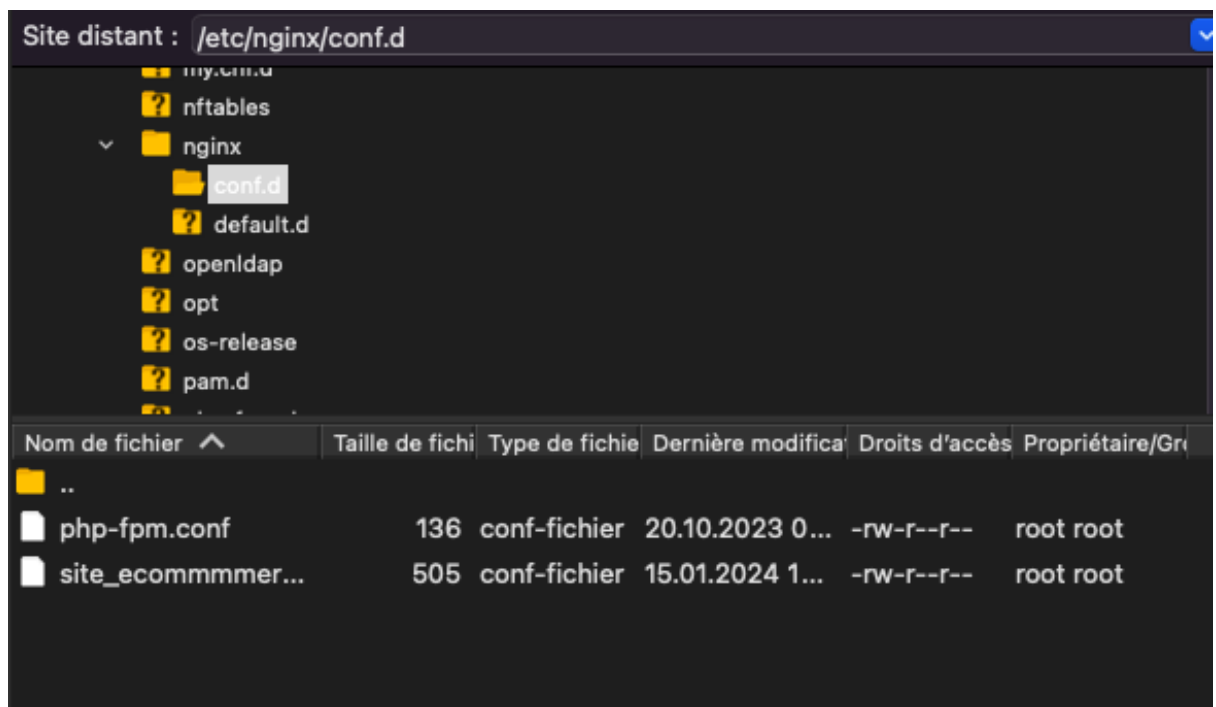 Site distant : /etc/nginx/conf.d
my.cnf.d
nftables
nginx
conf.d
default.d
openldap
opt
os-release
pam.d
Nom de fichier Taille de fichi Type de fichie Dernière modifica Droits d'accès Propriétaire/Gr
..
php-fpm.conf 136 conf-fichier 20.10.2023 0... -rw-r--r-- root root
site_ecommmmer... 505 conf-fichier 15.01.2024 1... -rw-r--r-- root root